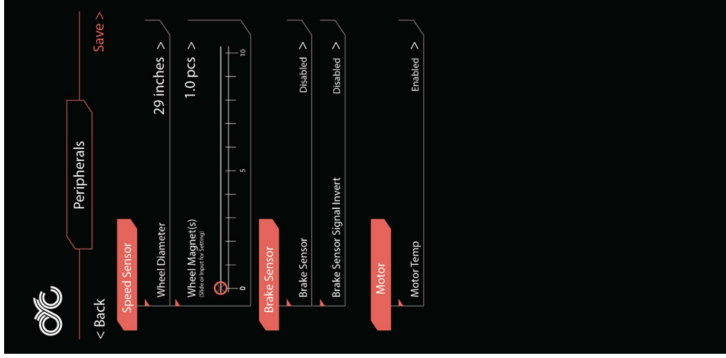 Peripherals
< Back
Save >
Speed Sensor
Wheel Diameter
29 inches >
Wheel Magnet(s)
(Slide or Input for Setting)
1.0 pcs >
0
5
10
Brake Sensor
Brake Sensor
Disabled >
Brake Sensor Signal Invert
Disabled >
Motor
Motor Temp
Enabled >